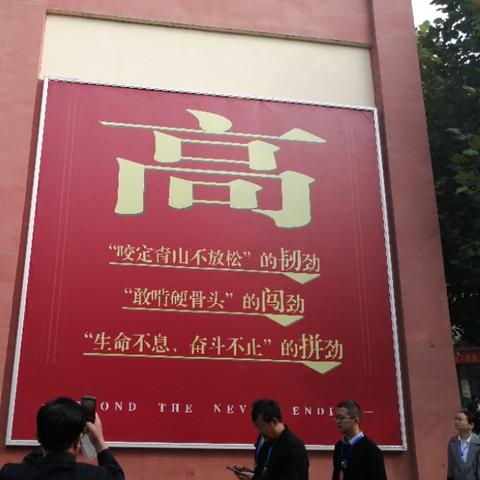 高
“咬定青山不放松”的韧劲
“敢啃硬骨头”的闯劲
“生命不息、奋斗不止”的拼劲
OND THE NEV ENDI